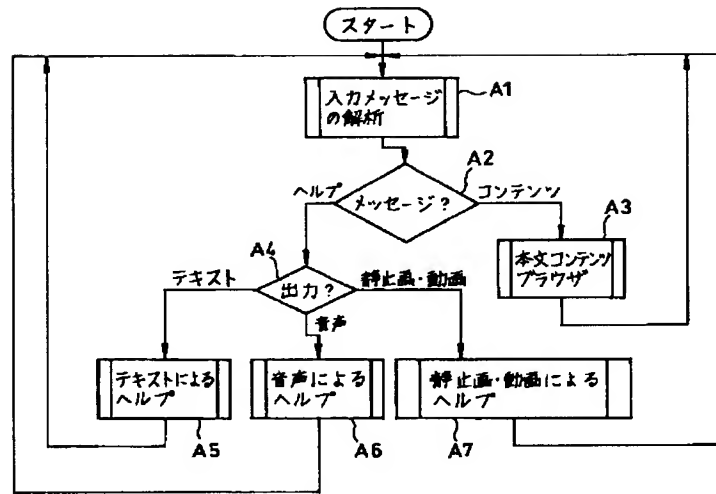 スタート
入力メッセージ
の解析
A1
A2
ヘルプ
メッセージ?
コンテンツ
A3
本文コンテンツ
ブラウザ
A4
テキスト
出力?
静止画・動画
音声
テキストによる
ヘルプ
音声による
ヘルプ
静止画・動画による
ヘルプ
A5
A6
A7